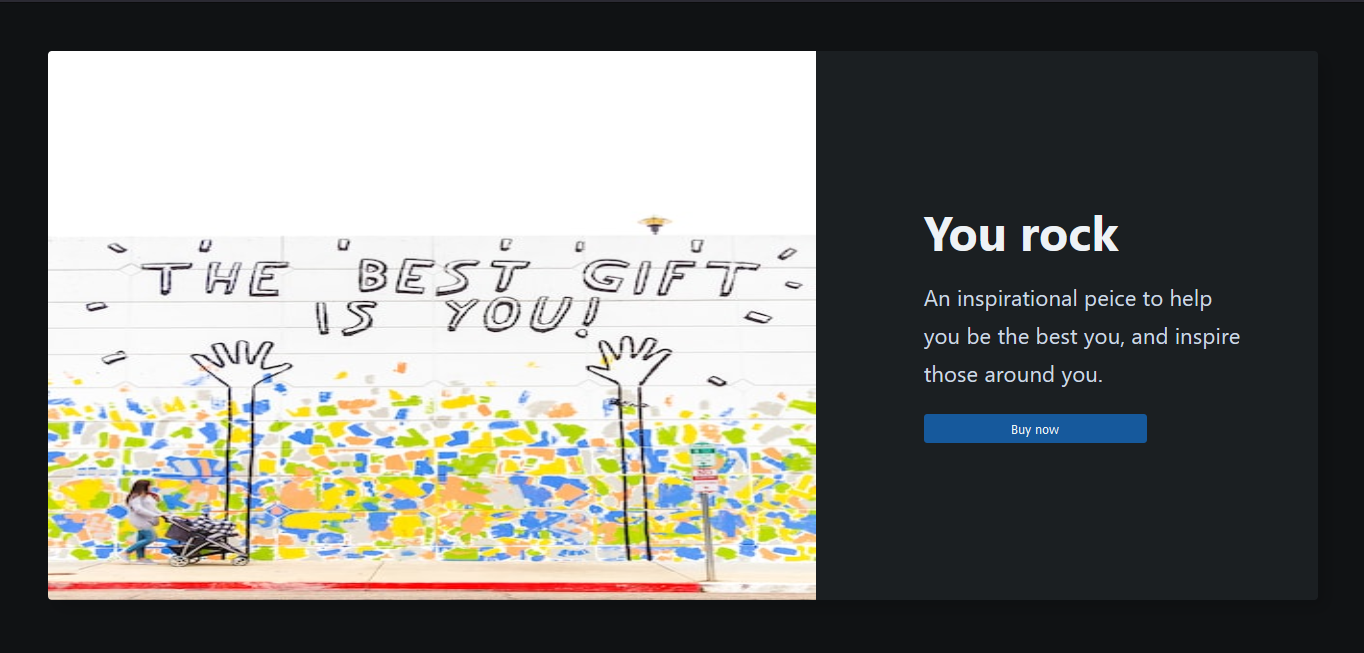 THE BEST GIFT
IS YOU!
You rock
An inspirational peice to help
you be the best you, and inspire
those around you.
Buy now